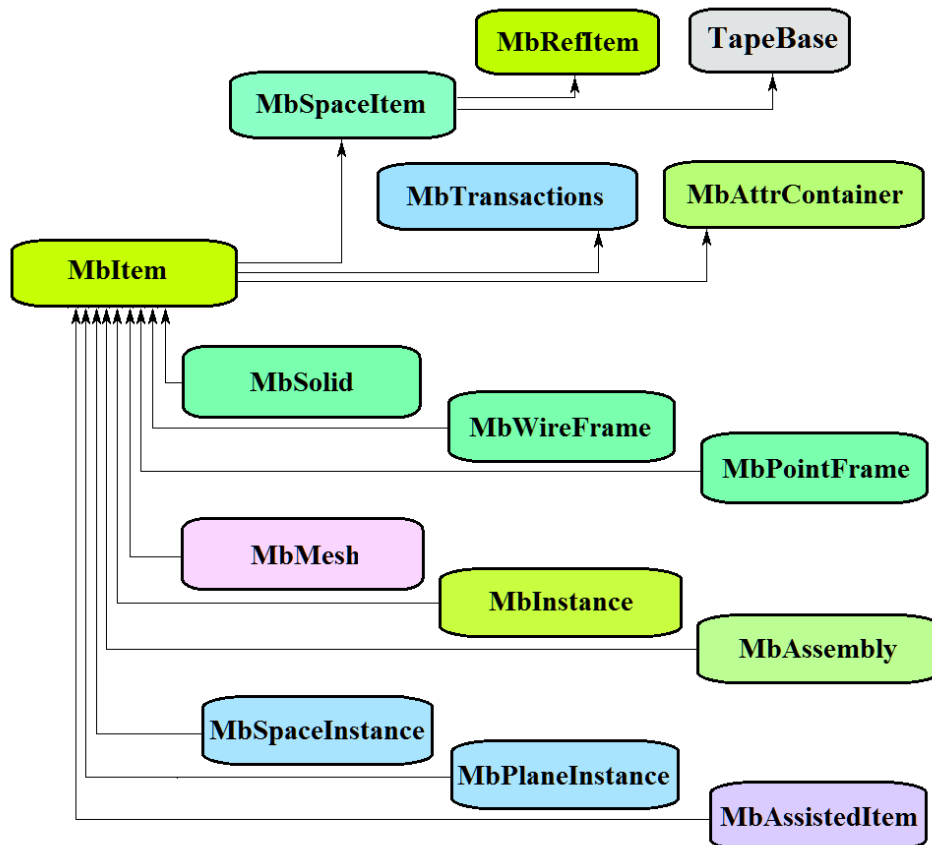 MbRefItem
TapeBase
MbSpaceItem
MbTransactions
MbAttrContainer
MbItem
MbSolid
MbWireFrame
MbPointFrame
MbMesh
MbInstance
MbAssembly
MbSpaceInstance
MbPlaneInstance
MbAssistedItem